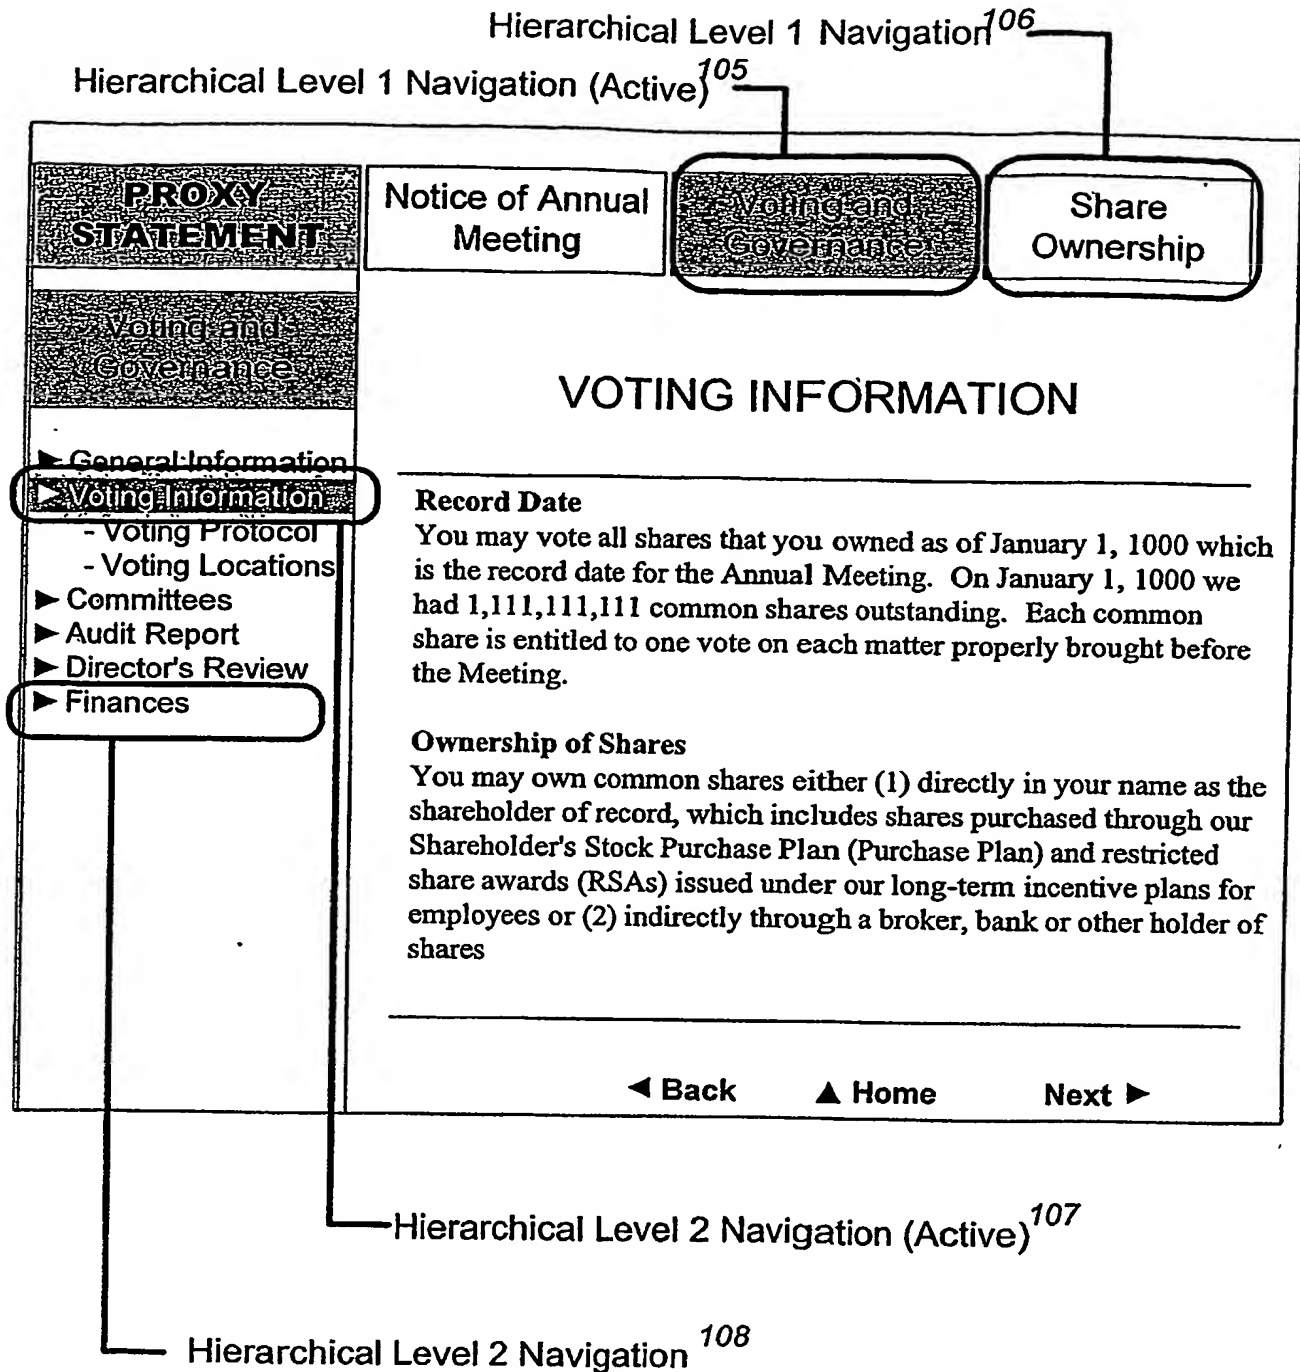 Hierarchical Level 1 Navigation 106
Hierarchical Level 1 Navigation (Active) 105
PROXY
STATEMENT
Notice of Annual
Meeting
Voting and
Governance
Share
Ownership
Voting and
Governance
VOTING INFORMATION
► General Information
► Voting Information
- Voting Protocol
- Voting Locations
► Committees
► Audit Report
► Director's Review
► Finances
Record Date
You may vote all shares that you owned as of January 1, 1000 which
is the record date for the Annual Meeting. On January 1, 1000 we
had 1,111,111,111 common shares outstanding. Each common
share is entitled to one vote on each matter properly brought before
the Meeting.
Ownership of Shares
You may own common shares either (1) directly in your name as the
shareholder of record, which includes shares purchased through our
Shareholder's Stock Purchase Plan (Purchase Plan) and restricted
share awards (RSAs) issued under our long-term incentive plans for
employees or (2) indirectly through a broker, bank or other holder of
shares
◄ Back ▲ Home Next ►
Hierarchical Level 2 Navigation (Active) 107
Hierarchical Level 2 Navigation 108